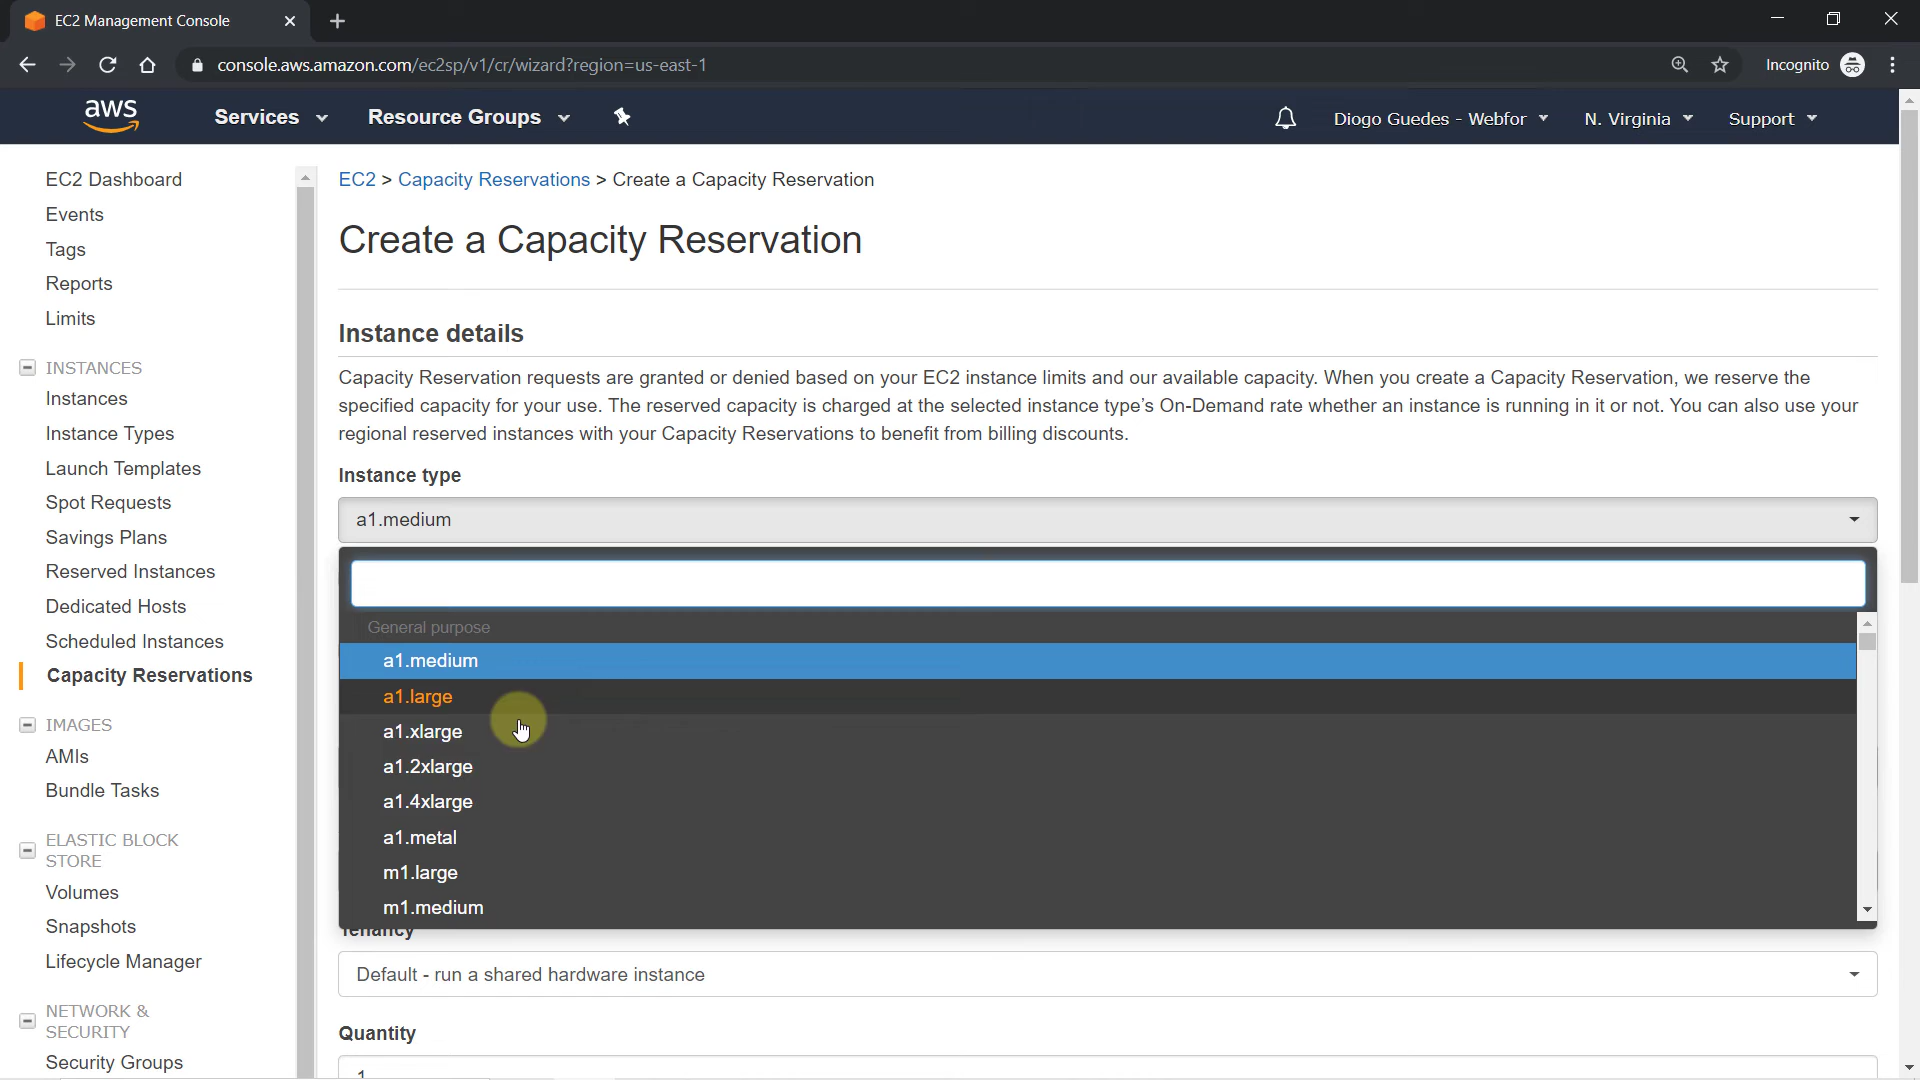 EC2 Management Console
console.aws.amazon.com/ec2sp/v1/cr/wizard?region=us-east-1
Incognito
aws
Services
Resource Groups
Diogo Guedes - Webfor
N. Virginia
Support
EC2 Dashboard
Events
Tags
Reports
Limits
INSTANCES
Instances
Instance Types
Launch Templates
Spot Requests
Savings Plans
Reserved Instances
Dedicated Hosts
Scheduled Instances
Capacity Reservations
IMAGES
AMIs
Bundle Tasks
ELASTIC BLOCK
STORE
Volumes
Snapshots
Lifecycle Manager
NETWORK &
SECURITY
Security Groups
EC2 > Capacity Reservations > Create a Capacity Reservation
Create a Capacity Reservation
Instance details
Capacity Reservation requests are granted or denied based on your EC2 instance limits and our available capacity. When you create a Capacity Reservation, we reserve the
specified capacity for your use. The reserved capacity is charged at the selected instance type's On-Demand rate whether an instance is running in it or not. You can also use your
regional reserved instances with your Capacity Reservations to benefit from billing discounts.
Instance type
a1.medium
General purpose
a1.medium
a1.large
a1.xlarge
a1.2xlarge
a1.4xlarge
a1.metal
m1.large
m1.medium
Tenancy
Default - run a shared hardware instance
Quantity
1